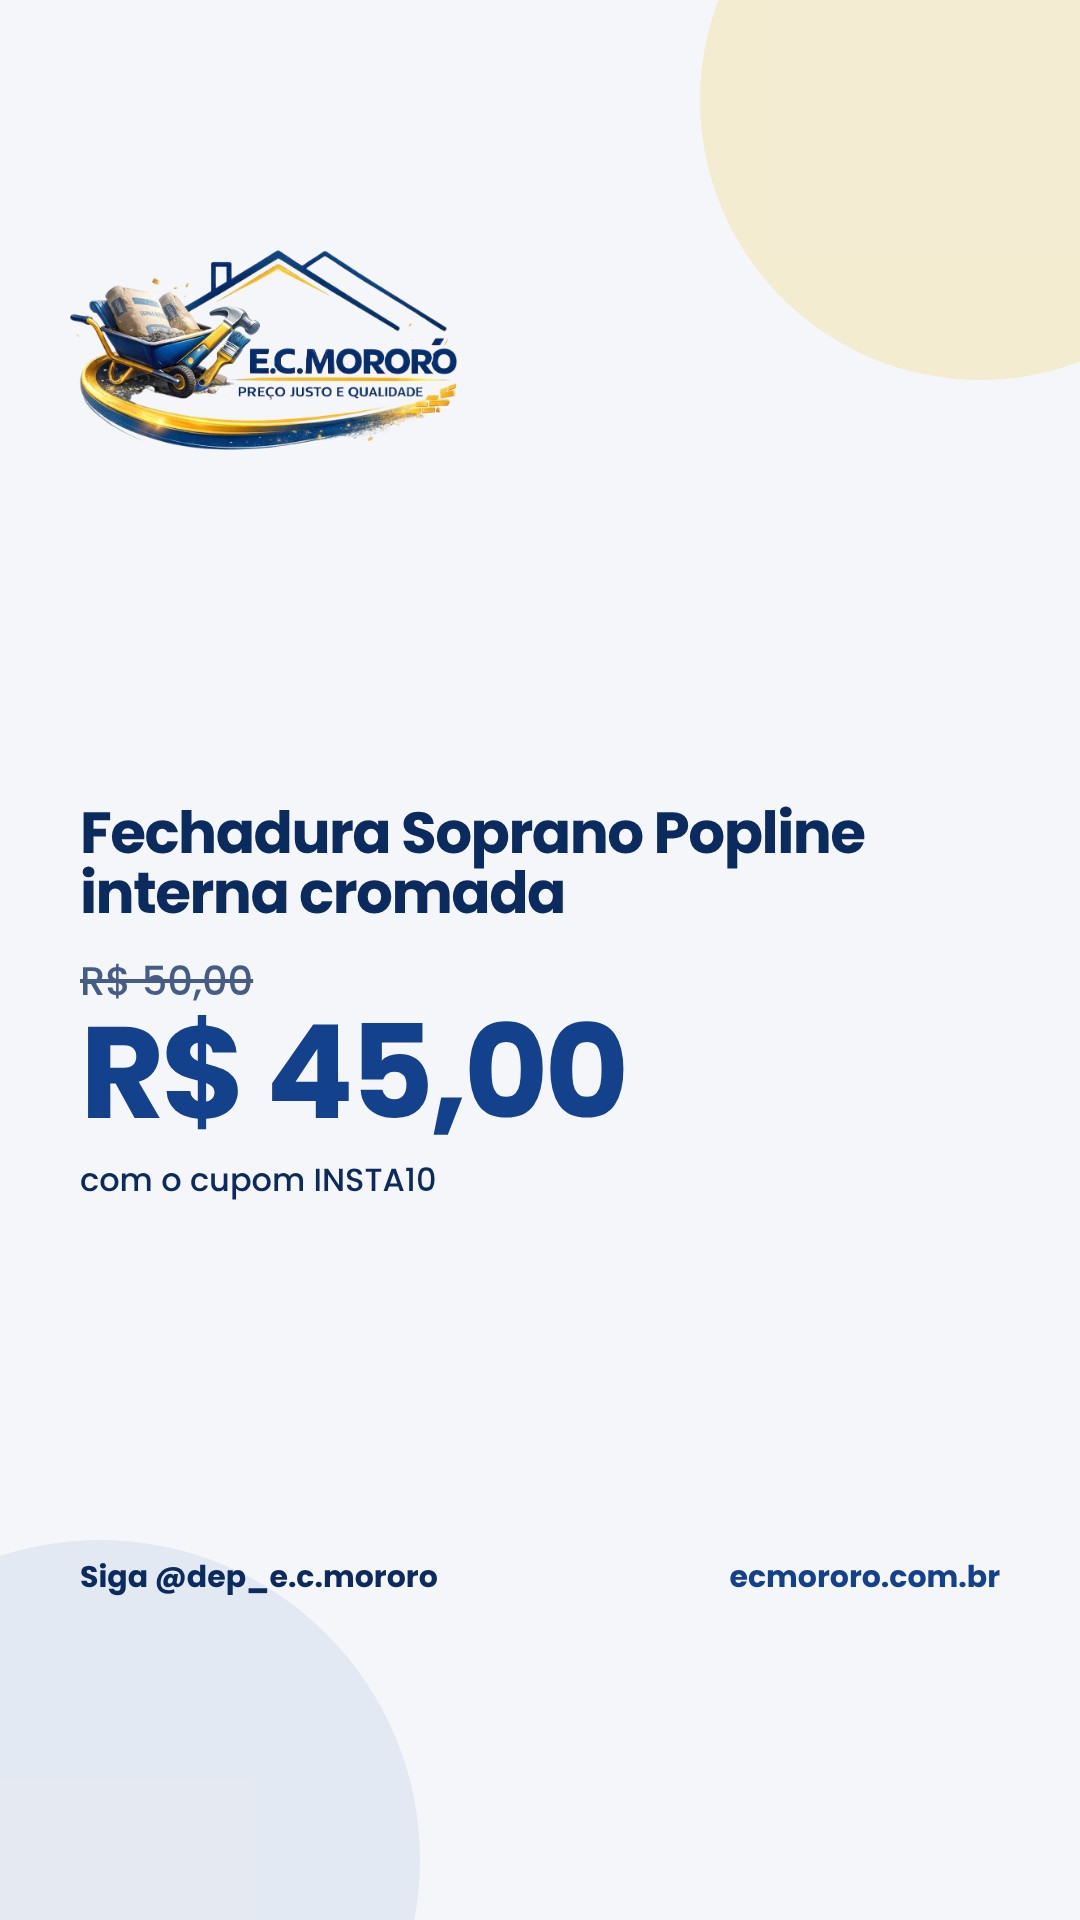 E.C.MORORÓ
PREÇO JUSTO E QUALIDADE
Fechadura Soprano Popline
interna cromada
R$ 50,00
R$ 45,00
com o cupom INSTA10
Siga @dep_e.c.mororo
ecmororo.com.br